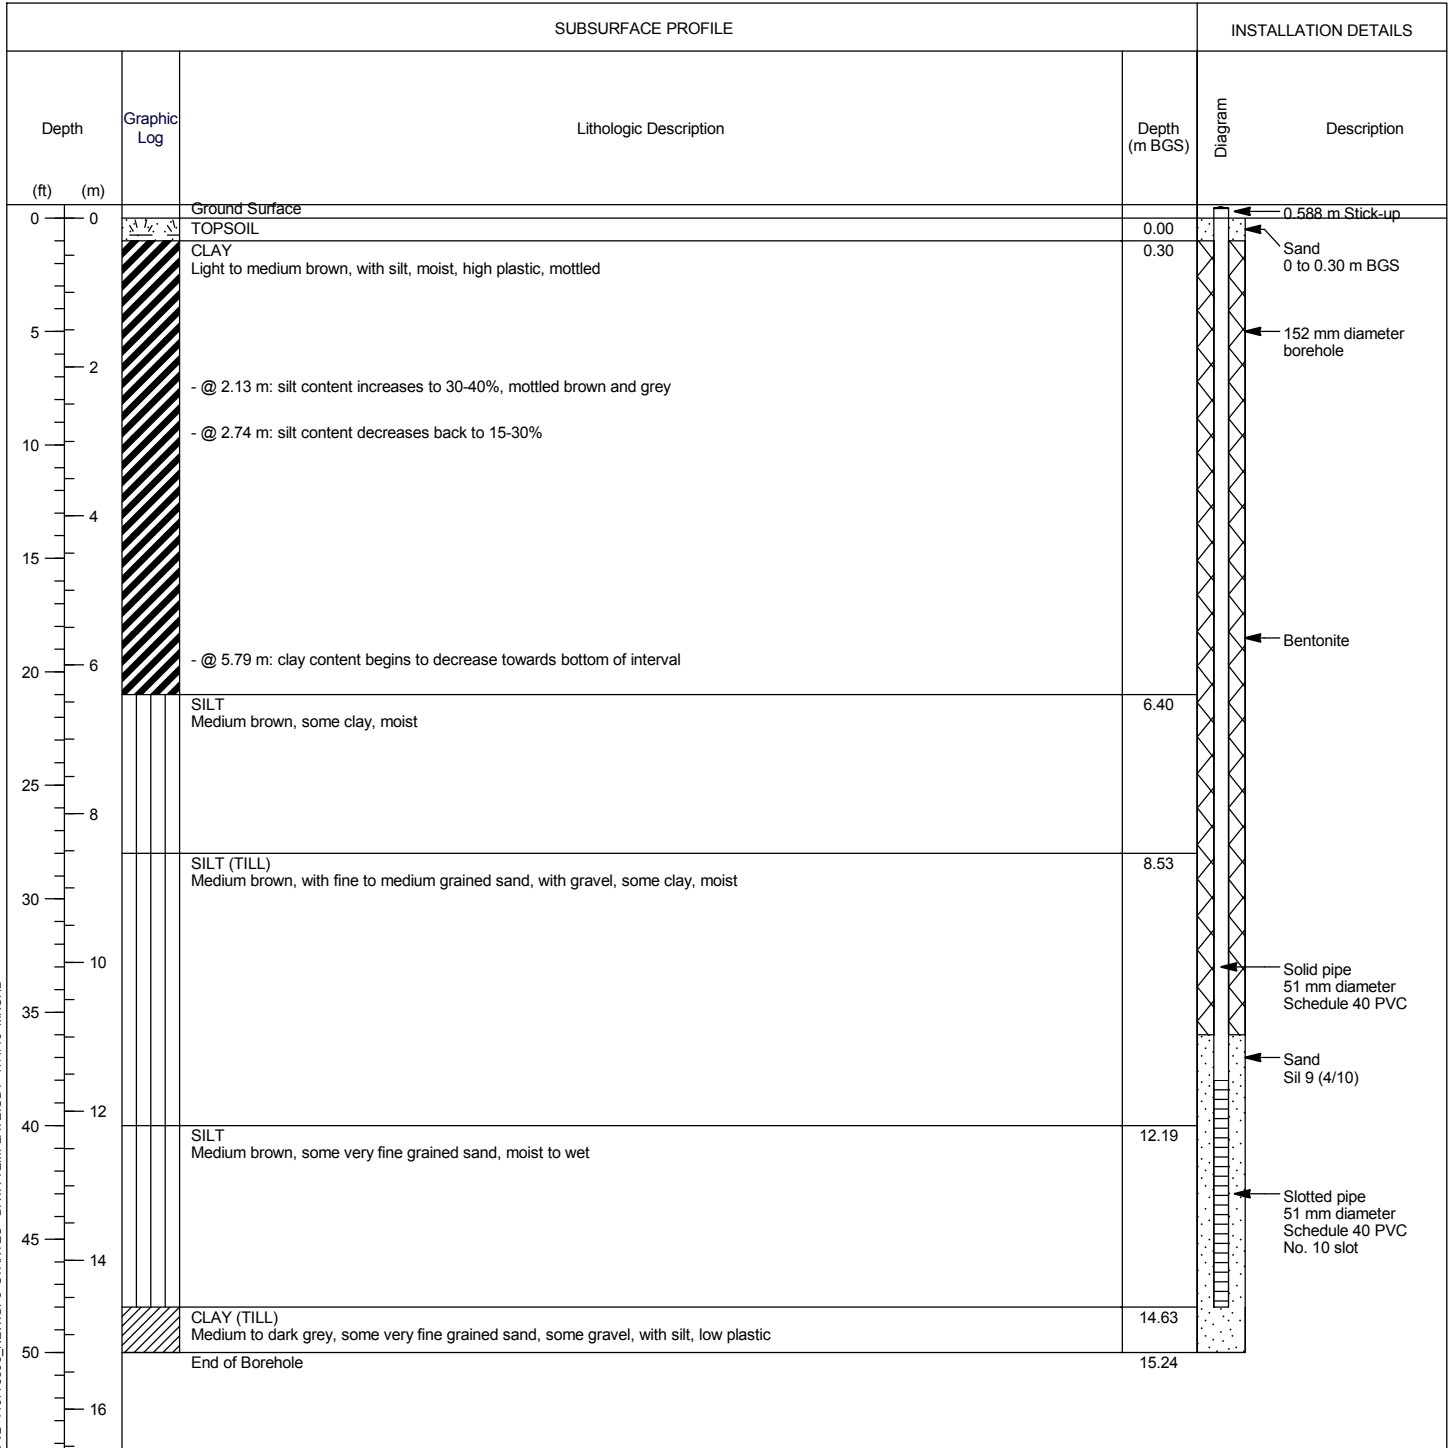 SUBSURFACE PROFILE
INSTALLATION DETAILS
Depth
Graphic
Log
Lithologic Description
Depth
(m BGS)
Diagram
Description
(ft) (m)
Ground Surface
0 0
TOPSOIL
0.00
0.588 m Stick-up
CLAY
0.30
Light to medium brown, with silt, moist, high plastic, mottled
Sand
0 to 0.30 m BGS
5
152 mm diameter
borehole
2
- @ 2.13 m: silt content increases to 30-40%, mottled brown and grey
- @ 2.74 m: silt content decreases back to 15-30%
10
4
15
Bentonite
- @ 5.79 m: clay content begins to decrease towards bottom of interval
6
20
SILT
6.40
Medium brown, some clay, moist
25
8
SILT (TILL)
8.53
Medium brown, with fine to medium grained sand, with gravel, some clay, moist
30
10
Solid pipe
51 mm diameter
Schedule 40 PVC
35
Sand
Sil 9 (4/10)
12
40
SILT
12.19
Medium brown, some very fine grained sand, moist to wet
Slotted pipe
51 mm diameter
Schedule 40 PVC
No. 10 slot
45
14
CLAY (TILL)
14.63
Medium to dark grey, some very fine grained sand, some gravel, with silt, low plastic
50
End of Borehole
15.24
16